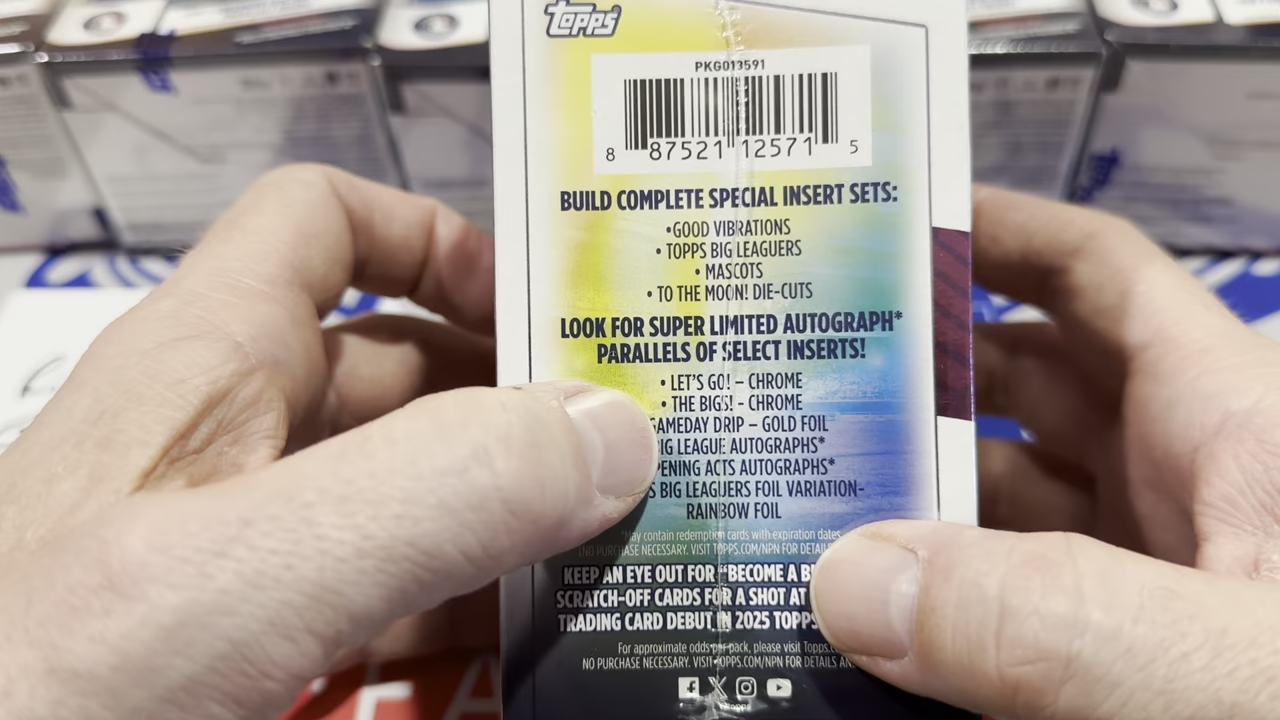 topps
PKG013591
8 87521 12571 5
BUILD COMPLETE SPECIAL INSERT SETS:
•GOOD VIBRATIONS
• TOPPS BIG LEAGUERS
• MASCOTS
• TO THE MOON! DIE-CUTS
LOOK FOR SUPER LIMITED AUTOGRAPH*
PARALLELS OF SELECT INSERTS!
• LET'S GO! – CHROME
• THE BIGS! – CHROME
GAMEDAY DRIP – GOLD FOIL
IG LEAGUE AUTOGRAPHS*
PENING ACTS AUTOGRAPHS*
S BIG LEAGUERS FOIL VARIATION-
RAINBOW FOIL
*May contain redemption cards with expiration dates.
(NO PURCHASE NECESSARY. VISIT TOPPS.COM/NPN FOR DETAILS
KEEP AN EYE OUT FOR "BECOME A B
SCRATCH-OFF CARDS FOR A SHOT AT
TRADING CARD DEBUT IN 2025 TOPPS
For approximate odds per pack, please visit Topps.co
NO PURCHASE NECESSARY. VISIT TOPPS.COM/NPN FOR DETAILS AN